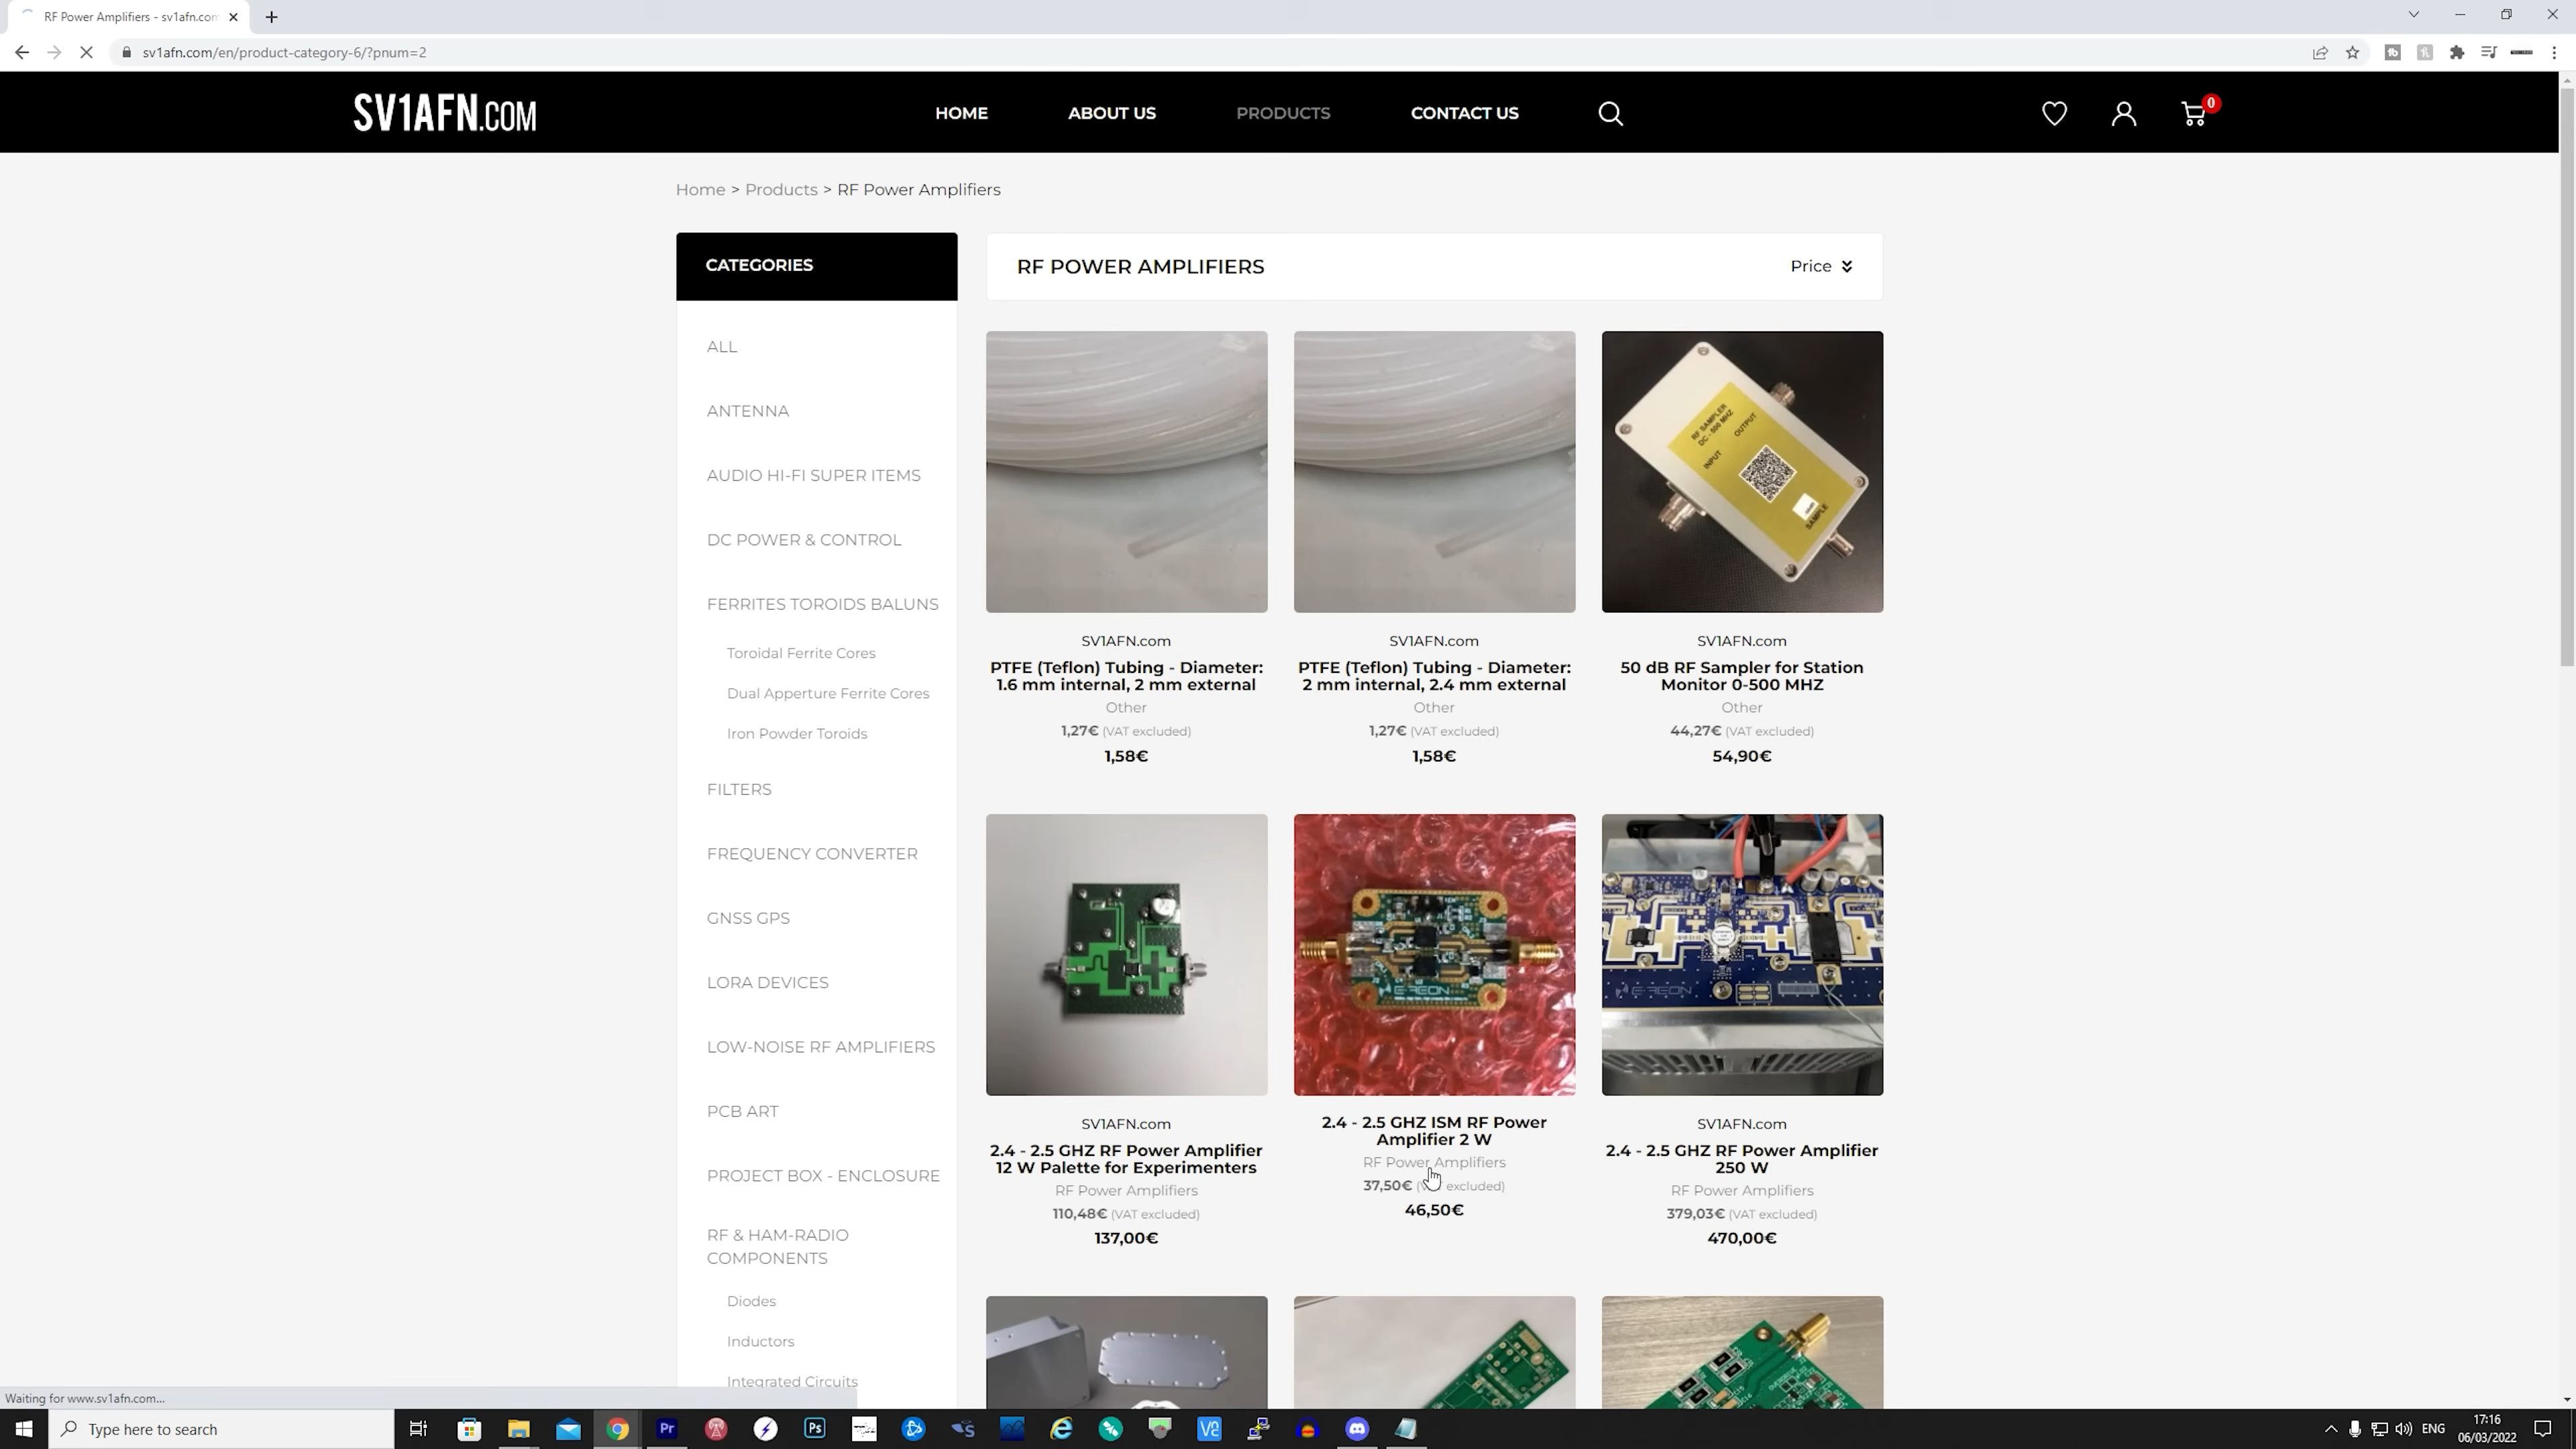 RF Power Amplifiers - sv1afn.com
sv1afn.com/en/product-category-6/?pnum=2
SV1AFN.COM
HOME
ABOUT US
PRODUCTS
CONTACT US
0
Home > Products > RF Power Amplifiers
CATEGORIES
ALL
ANTENNA
AUDIO HI-FI SUPER ITEMS
DC POWER & CONTROL
FERRITES TOROIDS BALUNS
Toroidal Ferrite Cores
Dual Apperture Ferrite Cores
Iron Powder Toroids
FILTERS
FREQUENCY CONVERTER
GNSS GPS
LORA DEVICES
LOW-NOISE RF AMPLIFIERS
PCB ART
PROJECT BOX - ENCLOSURE
RF & HAM-RADIO
COMPONENTS
Diodes
Inductors
Integrated Circuits
RF POWER AMPLIFIERS
Price
RF SAMPLER
DC - 500 MHZ
OUTPUT
INPUT
SAMPLE
SV1AFN.com
PTFE (Teflon) Tubing - Diameter:
1.6 mm internal, 2 mm external
Other
1,27€ (VAT excluded)
1,58€
SV1AFN.com
PTFE (Teflon) Tubing - Diameter:
2 mm internal, 2.4 mm external
Other
1,27€ (VAT excluded)
1,58€
SV1AFN.com
50 dB RF Sampler for Station
Monitor 0-500 MHZ
Other
44,27€ (VAT excluded)
54,90€
SV1AFN.com
2.4 - 2.5 GHZ RF Power Amplifier
12 W Palette for Experimenters
RF Power Amplifiers
110,48€ (VAT excluded)
137,00€
2.4 - 2.5 GHZ ISM RF Power
Amplifier 2 W
RF Power Amplifiers
37,50€ excluded)
46,50€
SV1AFN.com
2.4 - 2.5 GHZ RF Power Amplifier
250 W
RF Power Amplifiers
379,03€ (VAT excluded)
470,00€
Waiting for www.sv1afn.com...
Type here to search
Pr
Ps
ENG
17:16
06/03/2022